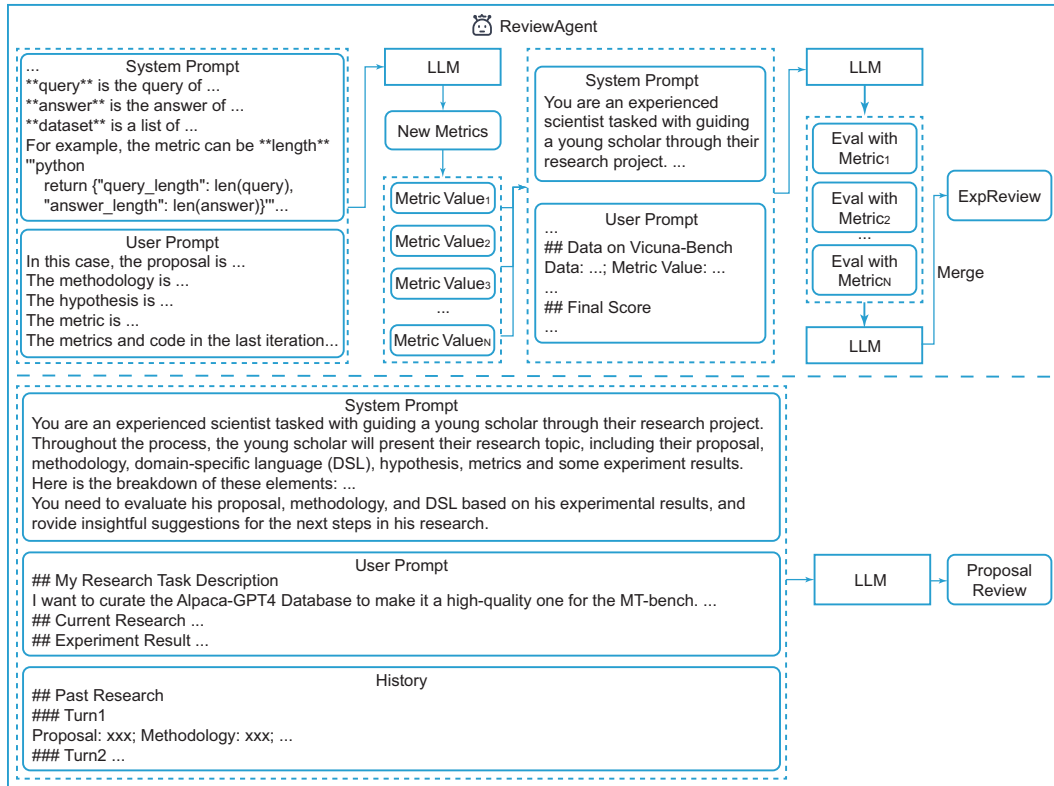 ReviewAgent
...
System Prompt
**query** is the query of ...
**answer** is the answer of ...
**dataset** is a list of ...
For example, the metric can be **length**
'"python
return {"query_length": len(query),
"answer_length": len(answer)}'"...
User Prompt
In this case, the proposal is ...
The methodology is ...
The hypothesis is ...
The metric is ...
The metrics and code in the last iteration...
LLM
New Metrics
Metric Value1
Metric Value2
Metric Value3
...
Metric ValueN
System Prompt
You are an experienced
scientist tasked with guiding
a young scholar through their
research project. ...
User Prompt
...
## Data on Vicuna-Bench
Data: ...; Metric Value: ...
...
## Final Score
...
LLM
Eval with
Metric1
Eval with
Metric2
...
Eval with
MetricN
LLM
Merge
ExpReview
System Prompt
You are an experienced scientist tasked with guiding a young scholar through their research project.
Throughout the process, the young scholar will present their research topic, including their proposal,
methodology, domain-specific language (DSL), hypothesis, metrics and some experiment results.
Here is the breakdown of these elements: ...
You need to evaluate his proposal, methodology, and DSL based on his experimental results, and
rovide insightful suggestions for the next steps in his research.
User Prompt
## My Research Task Description
I want to curate the Alpaca-GPT4 Database to make it a high-quality one for the MT-bench. ...
## Current Research ...
## Experiment Result ...
History
## Past Research
### Turn1
Proposal: xxx; Methodology: xxx; ...
### Turn2 ...
LLM
Proposal
Review